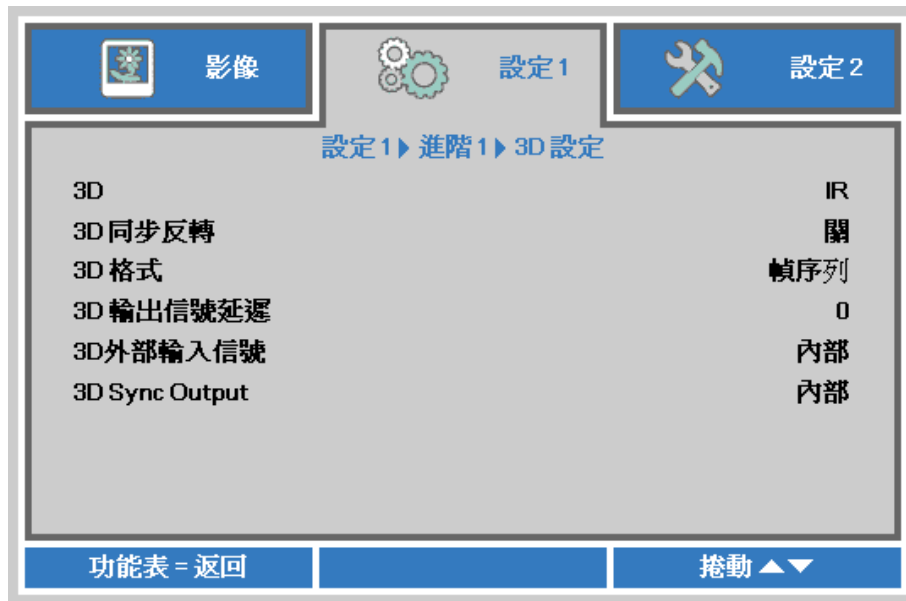 影像 設定1 設定2
設定1▶ 進階1▶ 3D 設定
3D IR
3D 同步反轉 關
3D 格式 幀序列
3D 輸出信號延遲 0
3D外部輸入信號 內部
3D Sync Output 內部
功能表 = 返回 捲動 ▲▼